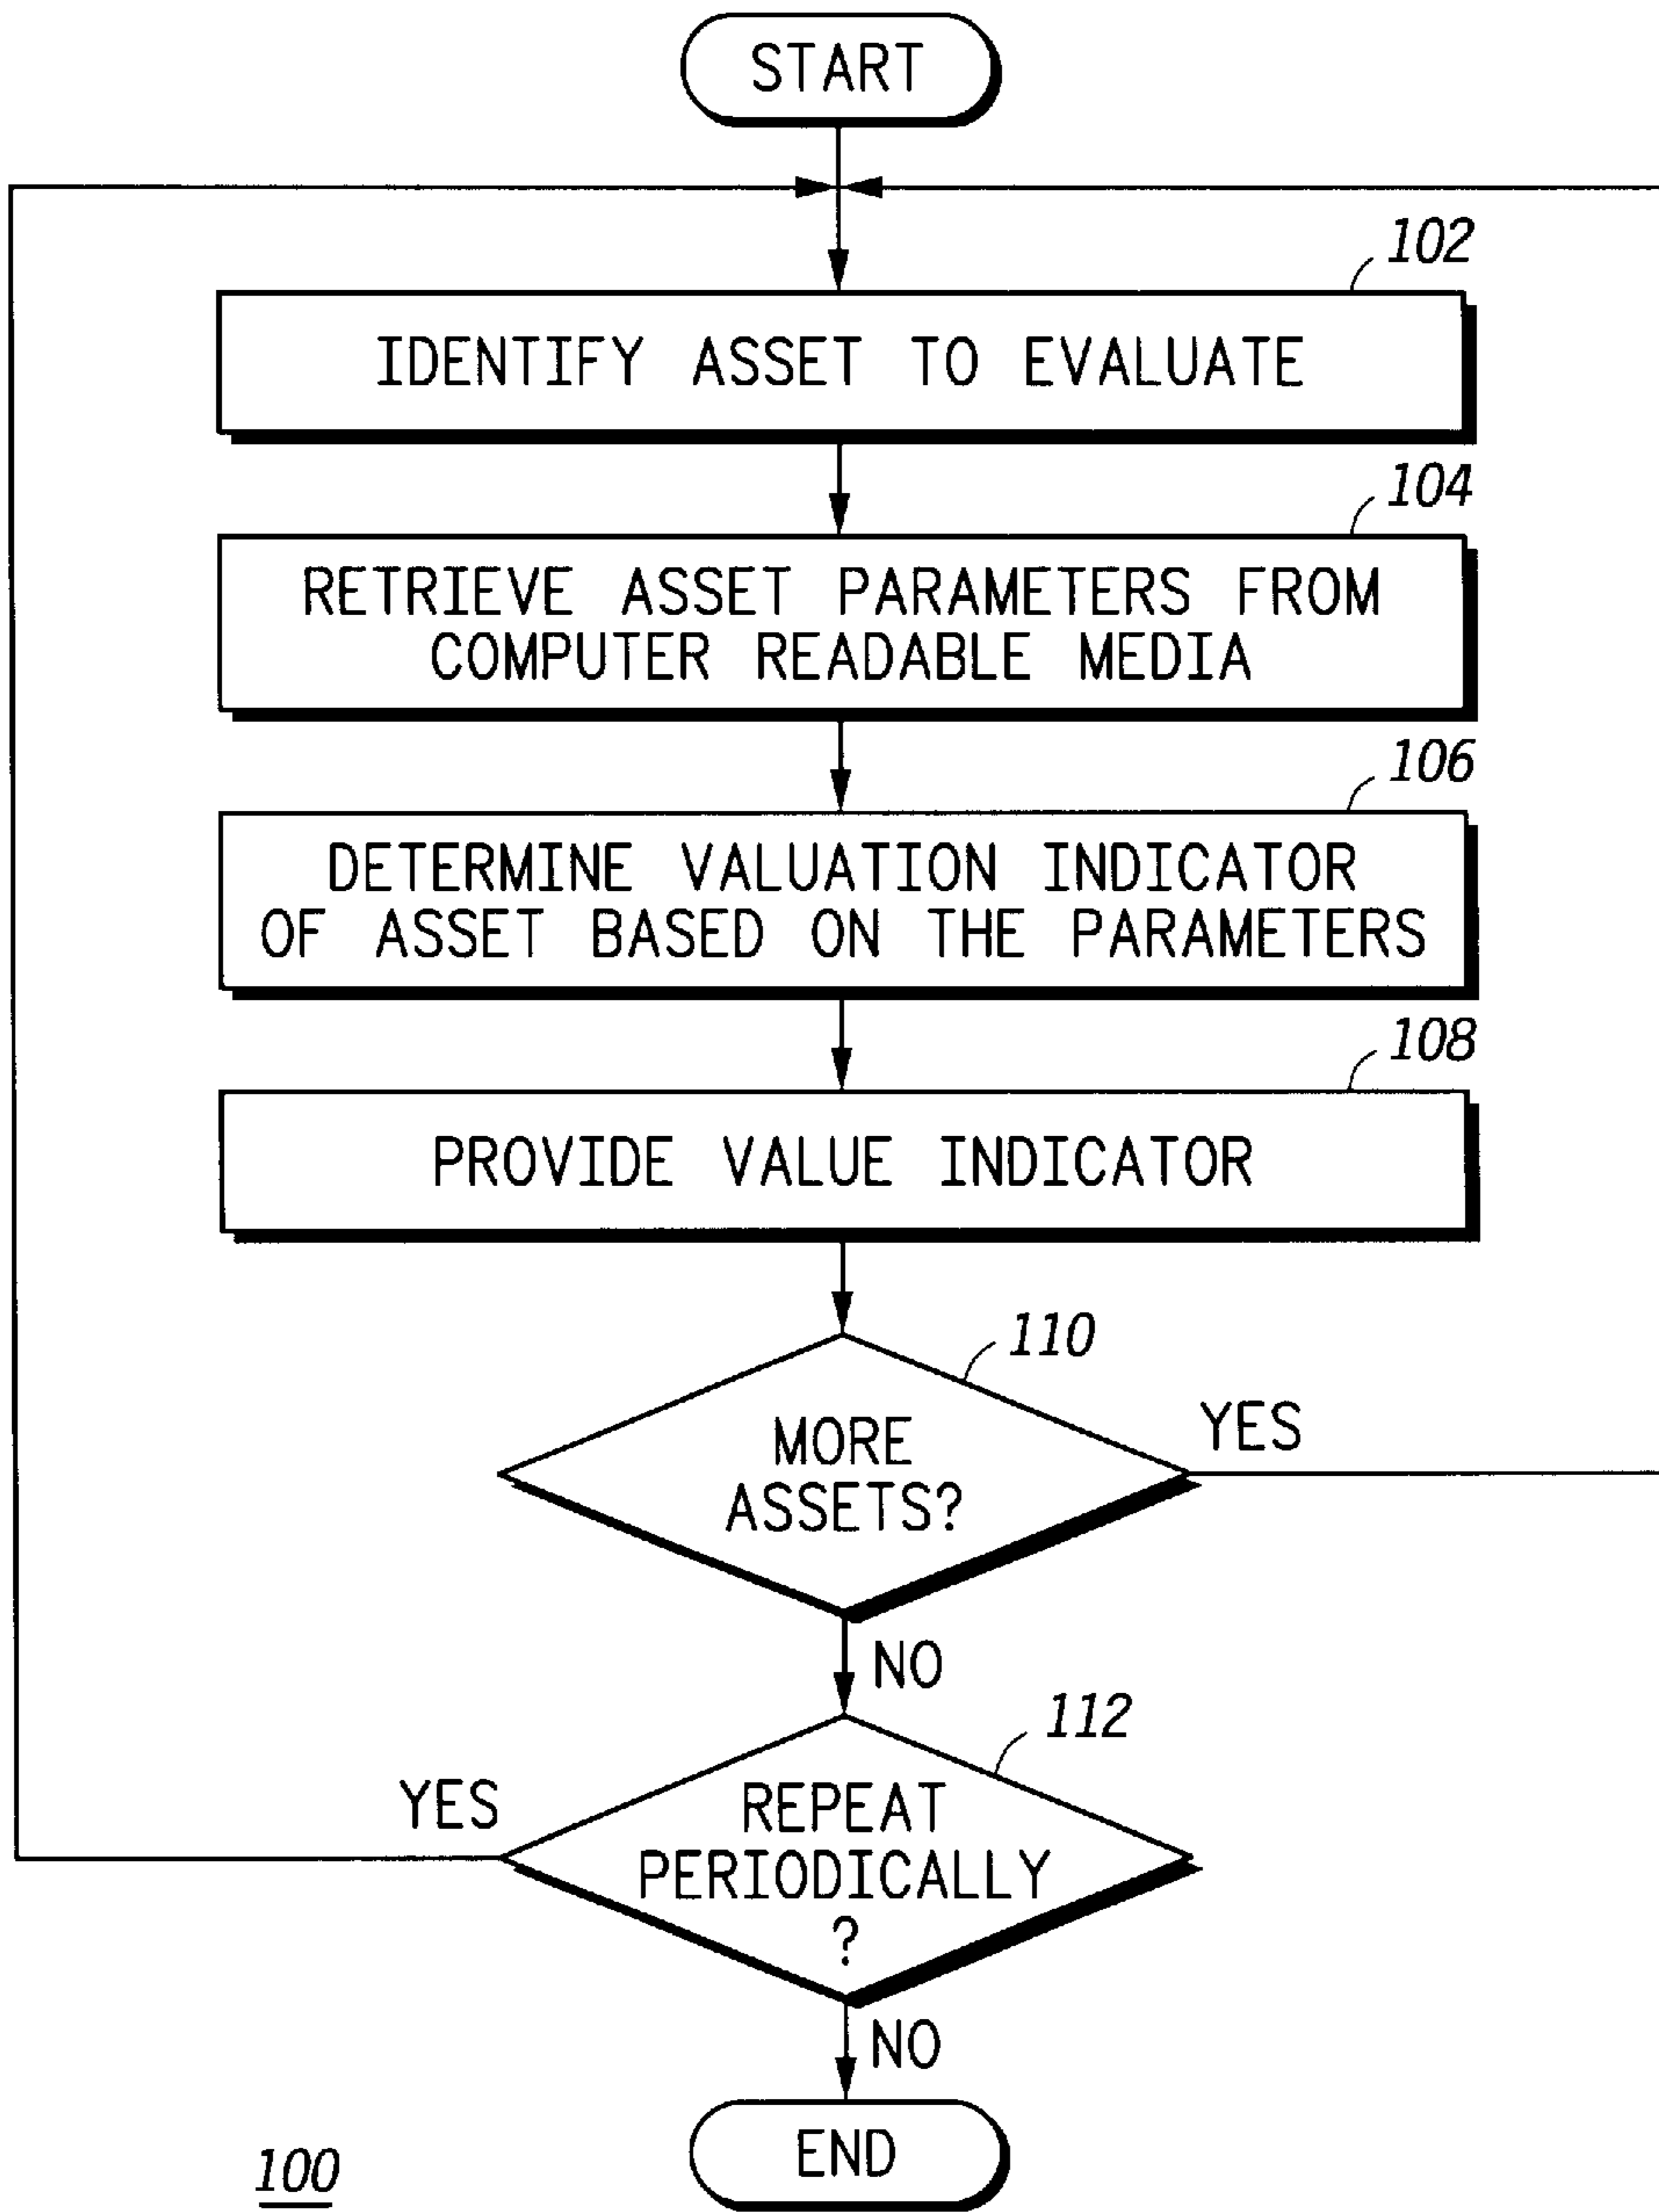 START
102
IDENTIFY ASSET TO EVALUATE
104
RETRIEVE ASSET PARAMETERS FROM
COMPUTER READABLE MEDIA
106
DETERMINE VALUATION INDICATOR
OF ASSET BASED ON THE PARAMETERS
108
PROVIDE VALUE INDICATOR
110
MORE
ASSETS?
YES
NO
112
YES
REPEAT
PERIODICALLY
?
NO
END
100